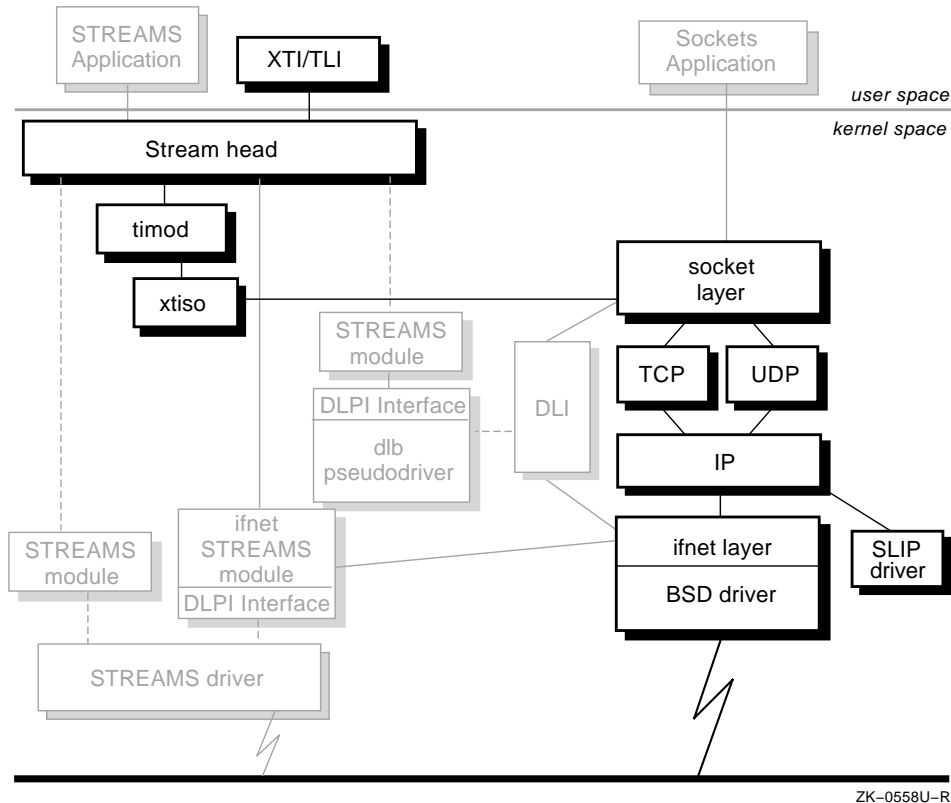 STREAMS
Application
XTI/TLI
Sockets
Application
user space
kernel space
Stream head
timod
xtiso
socket
layer
STREAMS
module
TCP
UDP
DLPI Interface
dlb
pseudodriver
DLI
IP
ifnet
STREAMS
module
DLPI Interface
STREAMS
module
ifnet layer
BSD driver
SLIP
driver
STREAMS driver
ZK–0558U–R